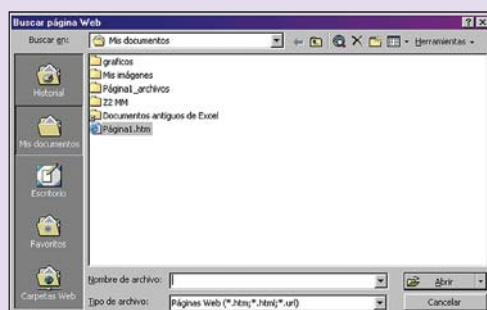 Buscar página Web
Buscar en: Mis documentos Herramientas
Historial
Mis documentos
Escritorio
Favoritos
Carpetas Web
graficos
Mis imágenes
Página1_archivos
22 MM
Documentos antiguos de Excel
Página1.htm
Nombre de archivo: Abrir
Tipo de archivo: Páginas Web (*.htm;*.html;*.url) Cancelar